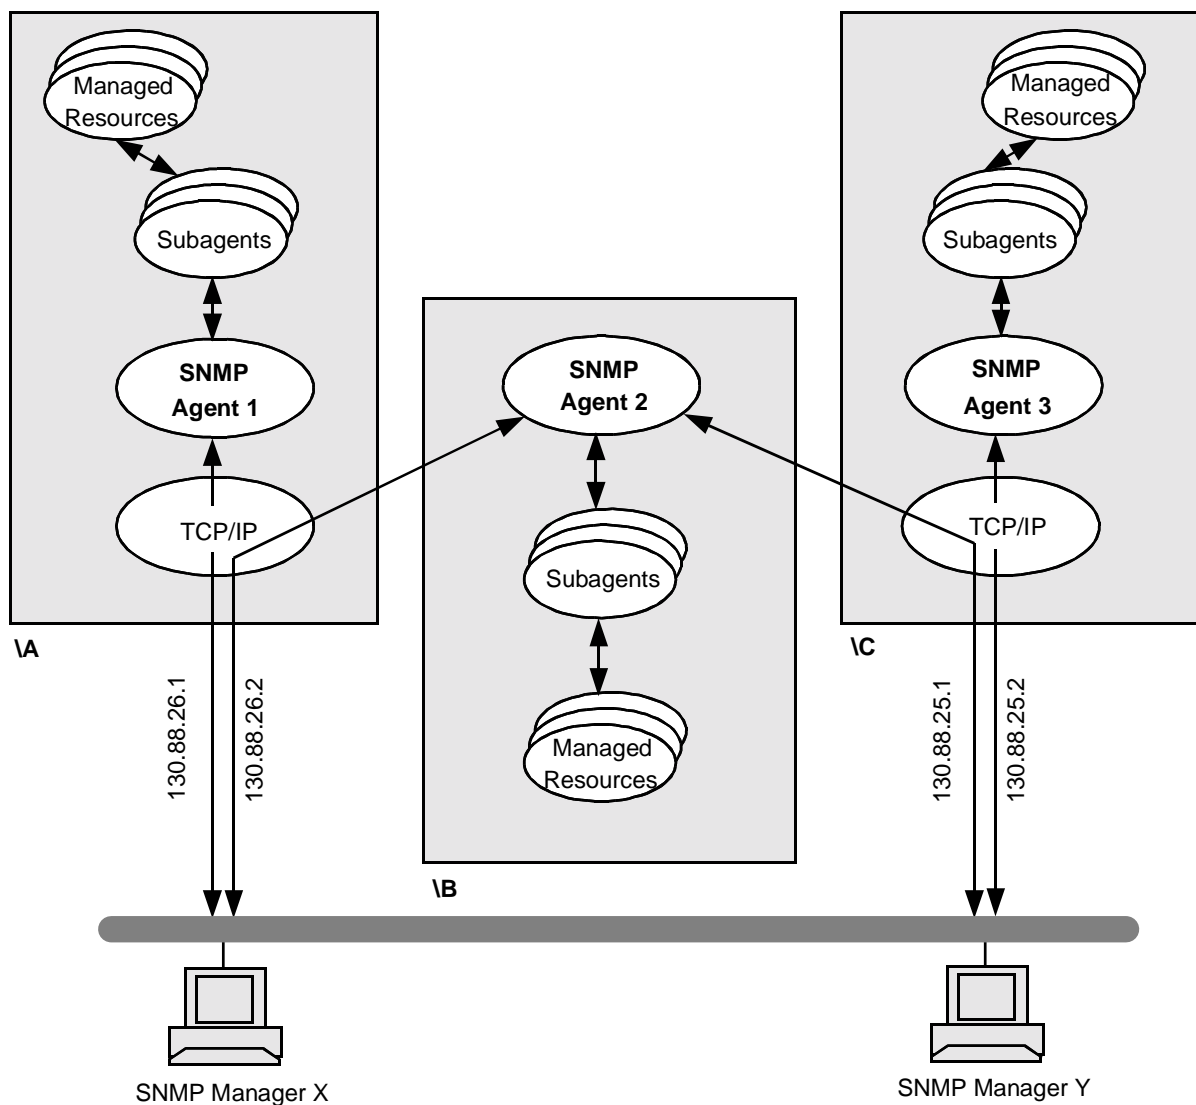 Managed
Resources
Subagents
SNMP
Agent 1
TCP/IP
\A
130.88.26.1
130.88.26.2
SNMP
Agent 2
Subagents
Managed
Resources
\B
Managed
Resources
Subagents
SNMP
Agent 3
TCP/IP
\C
130.88.25.1
130.88.25.2
SNMP Manager X
SNMP Manager Y